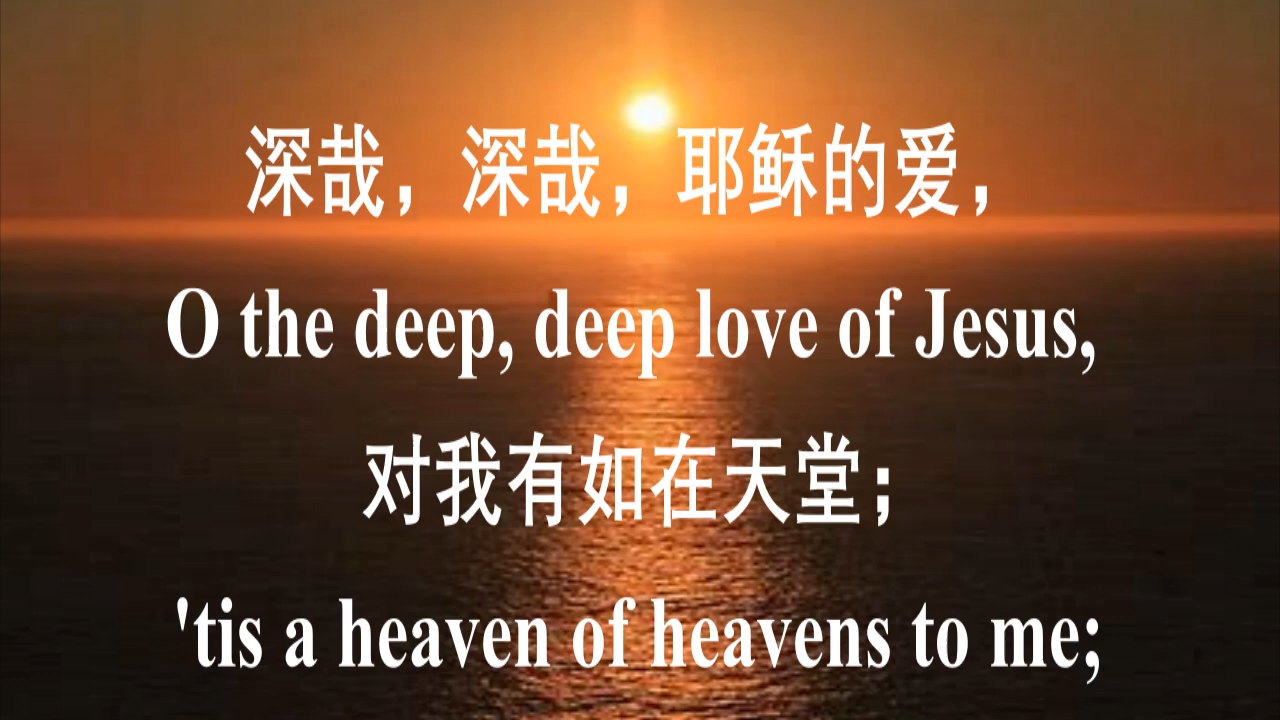 深哉，深哉，耶稣的爱，
O the deep, deep love of Jesus,
对我有如在天堂；
'tis a heaven of heavens to me;